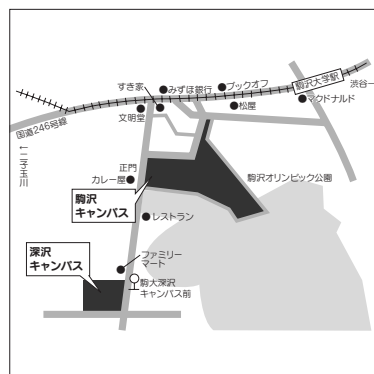 すき家
みずほ銀行
ブックオフ
駒沢大学駅
渋谷→
文明堂
松屋
マクドナルド
国道246号線
←二子玉川
正門
カレー屋
駒沢オリンピック公園
駒沢
キャンパス
レストラン
深沢
キャンパス
ファミリー
マート
駒大深沢
キャンパス前